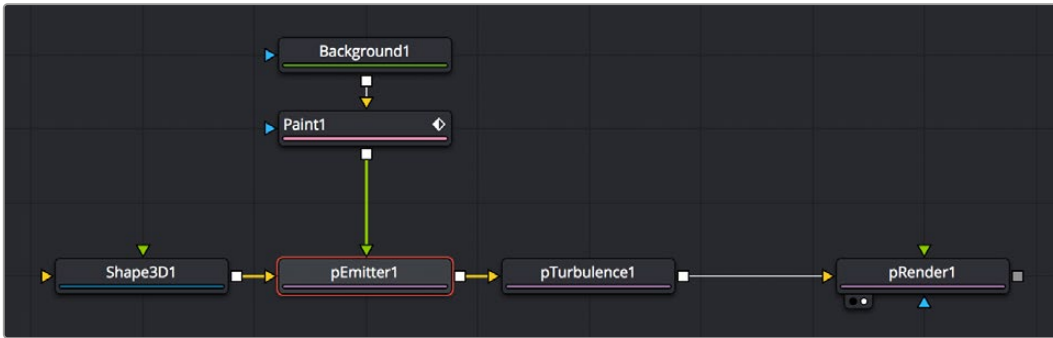 Background1
Paint1
Shape3D1
pEmitter1
pTurbulence1
pRender1